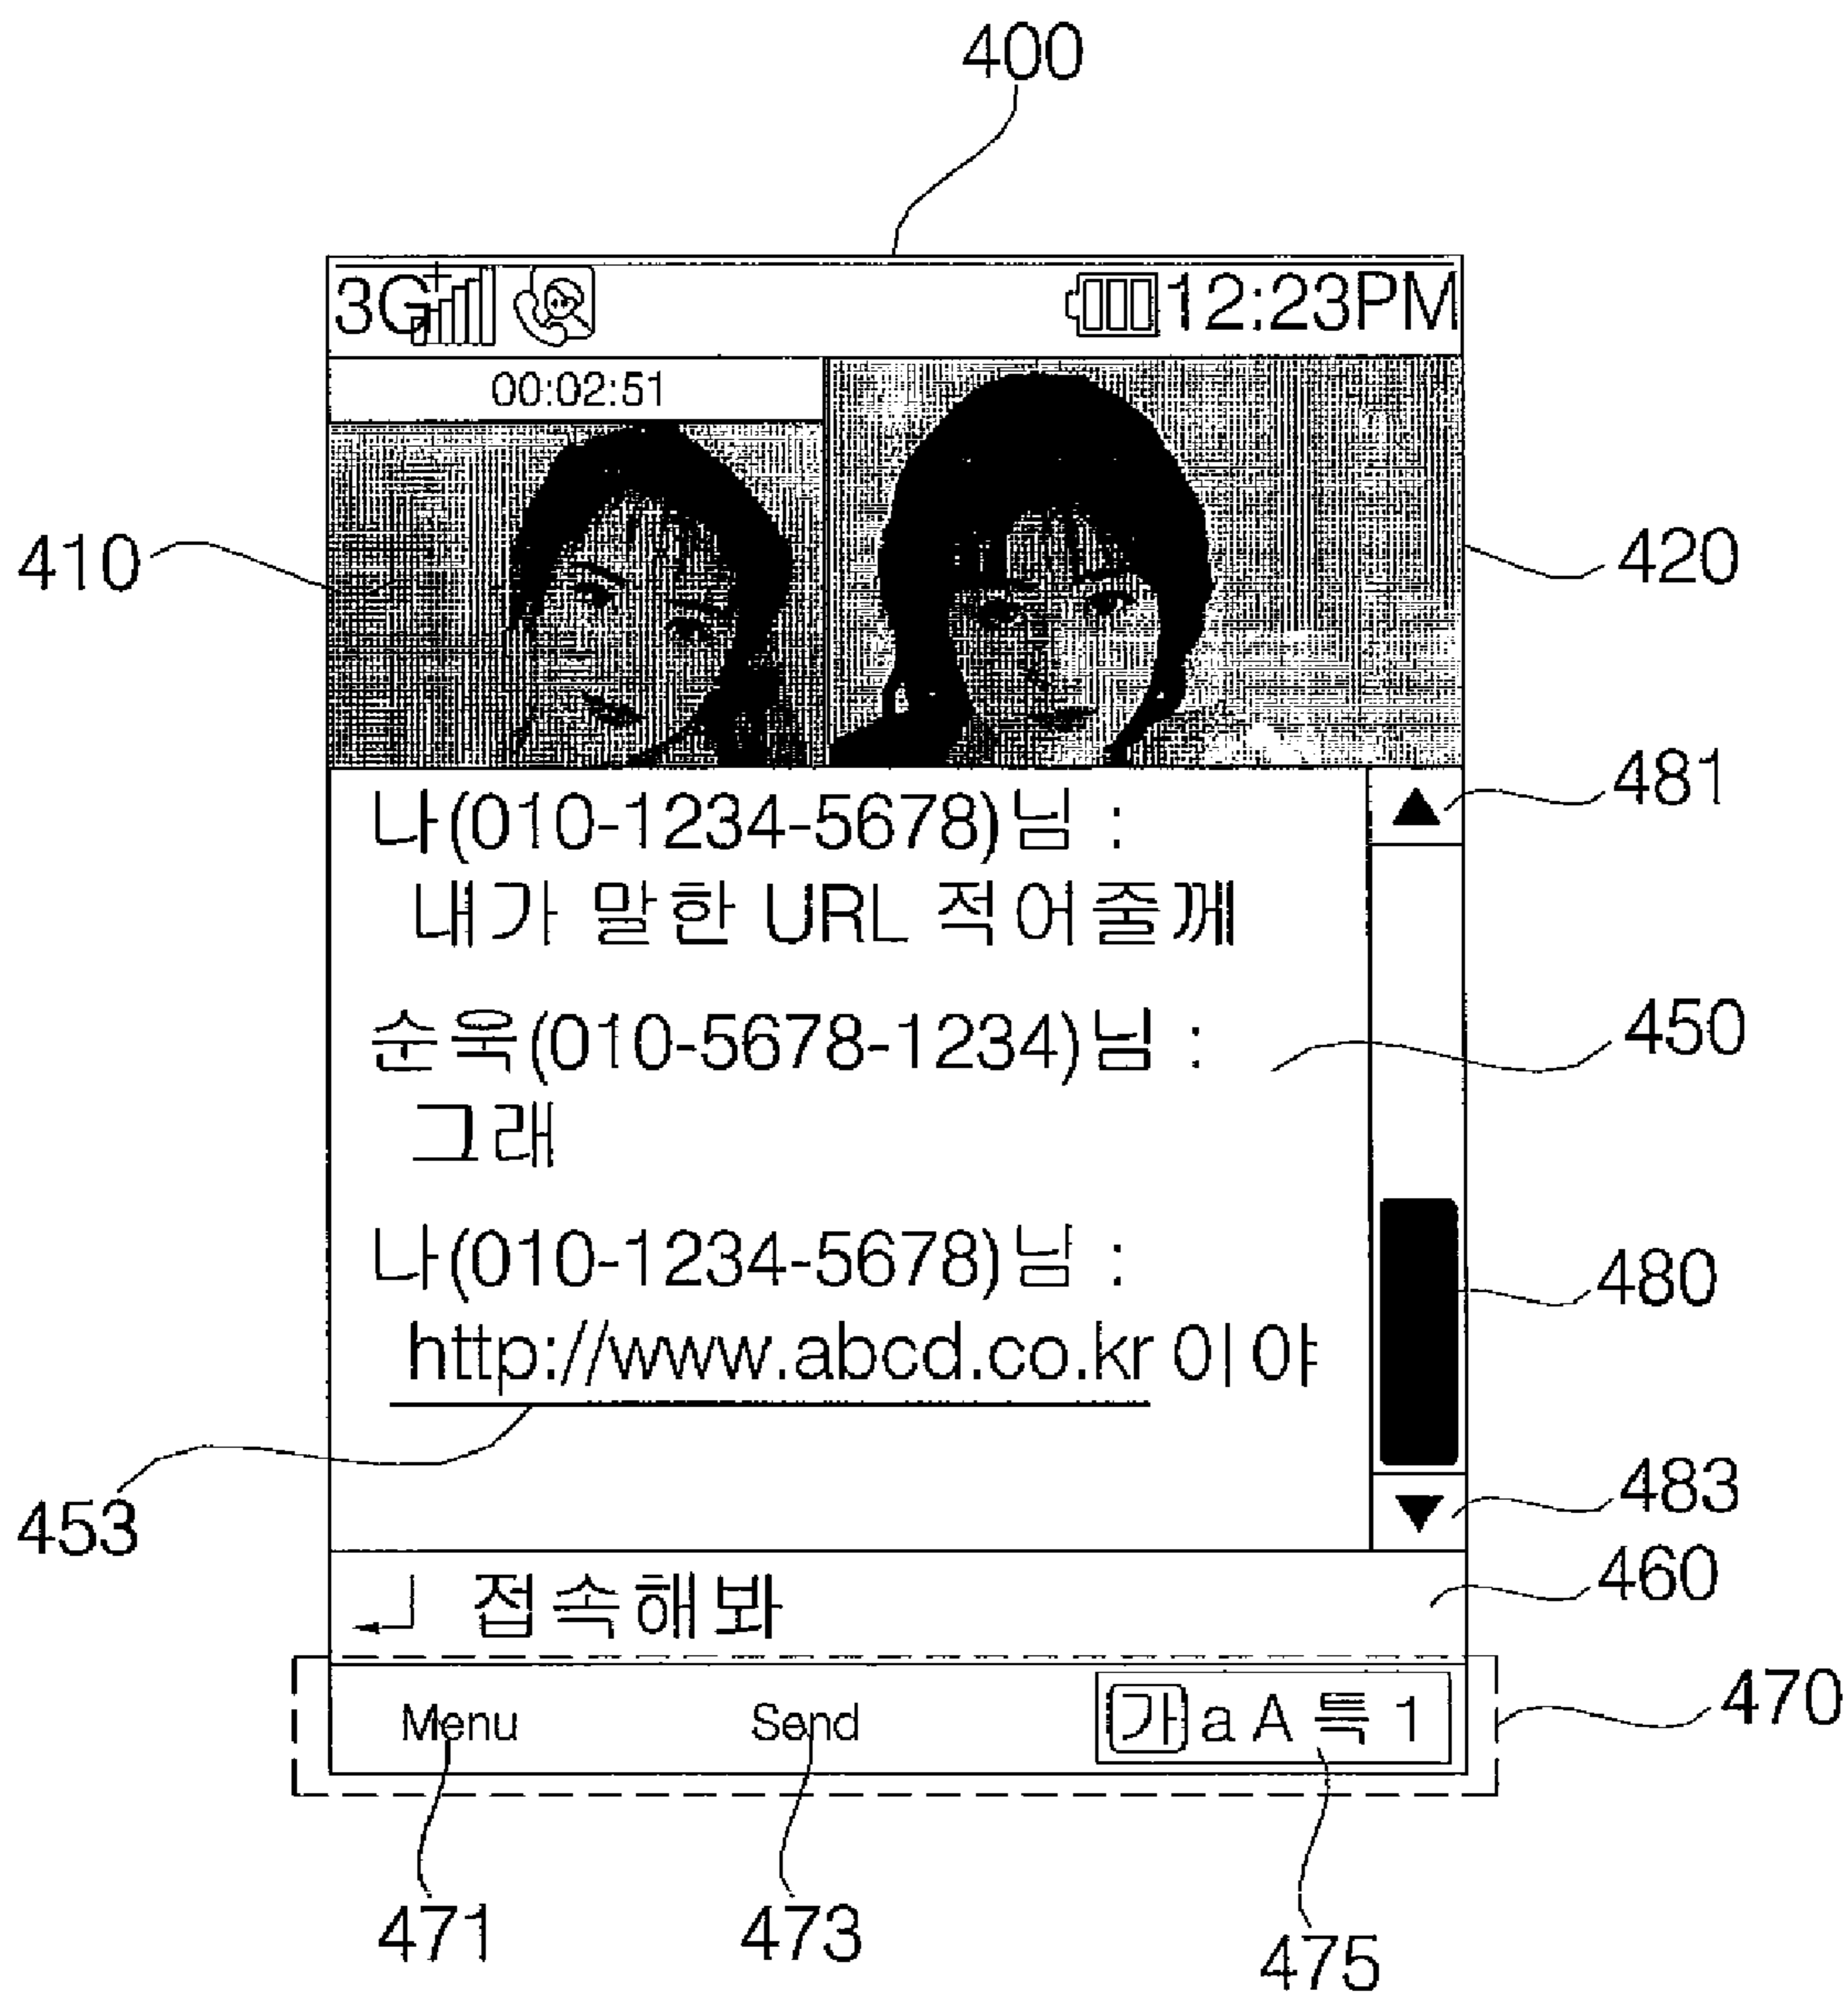 400
3G 12:23PM
00:02:51
410
420
481
나(010-1234-5678)님 :
내가 말한 URL 적어줄께
순욱(010-5678-1234)님 :
450
그래
나(010-1234-5678)님 :
480
http://www.abcd.co.kr 이야
453
483
460
접속해봐
470
Menu Send 가 a A 특 1
471
473
475